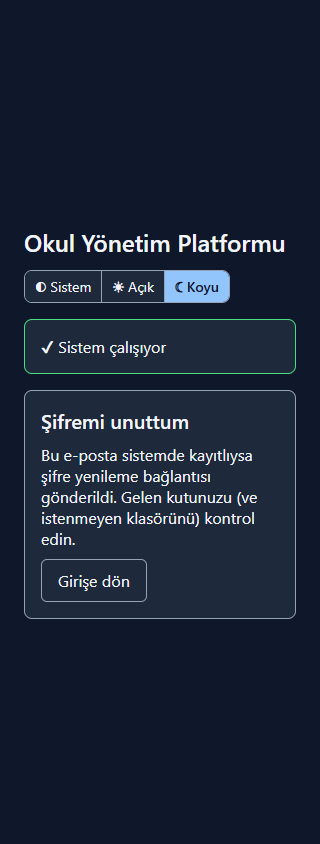 Okul Yönetim Platformu
◐ Sistem ☀ Açık ☾ Koyu
✓ Sistem çalışıyor
Şifremi unuttum
Bu e-posta sistemde kayıtlıysa
şifre yenileme bağlantısı
gönderildi. Gelen kutunuzu (ve
istenmeyen klasörünü) kontrol
edin.
Girişe dön